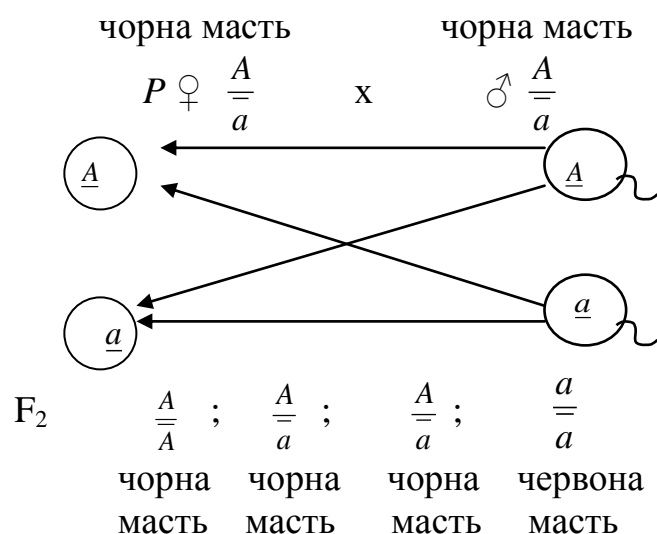 чорна масть чорна масть
P ♀ A/a x ♂ A/a
A A
a a
F₂ A/A ; A/a ; A/a ; a/a
чорна чорна чорна червона
масть масть масть масть